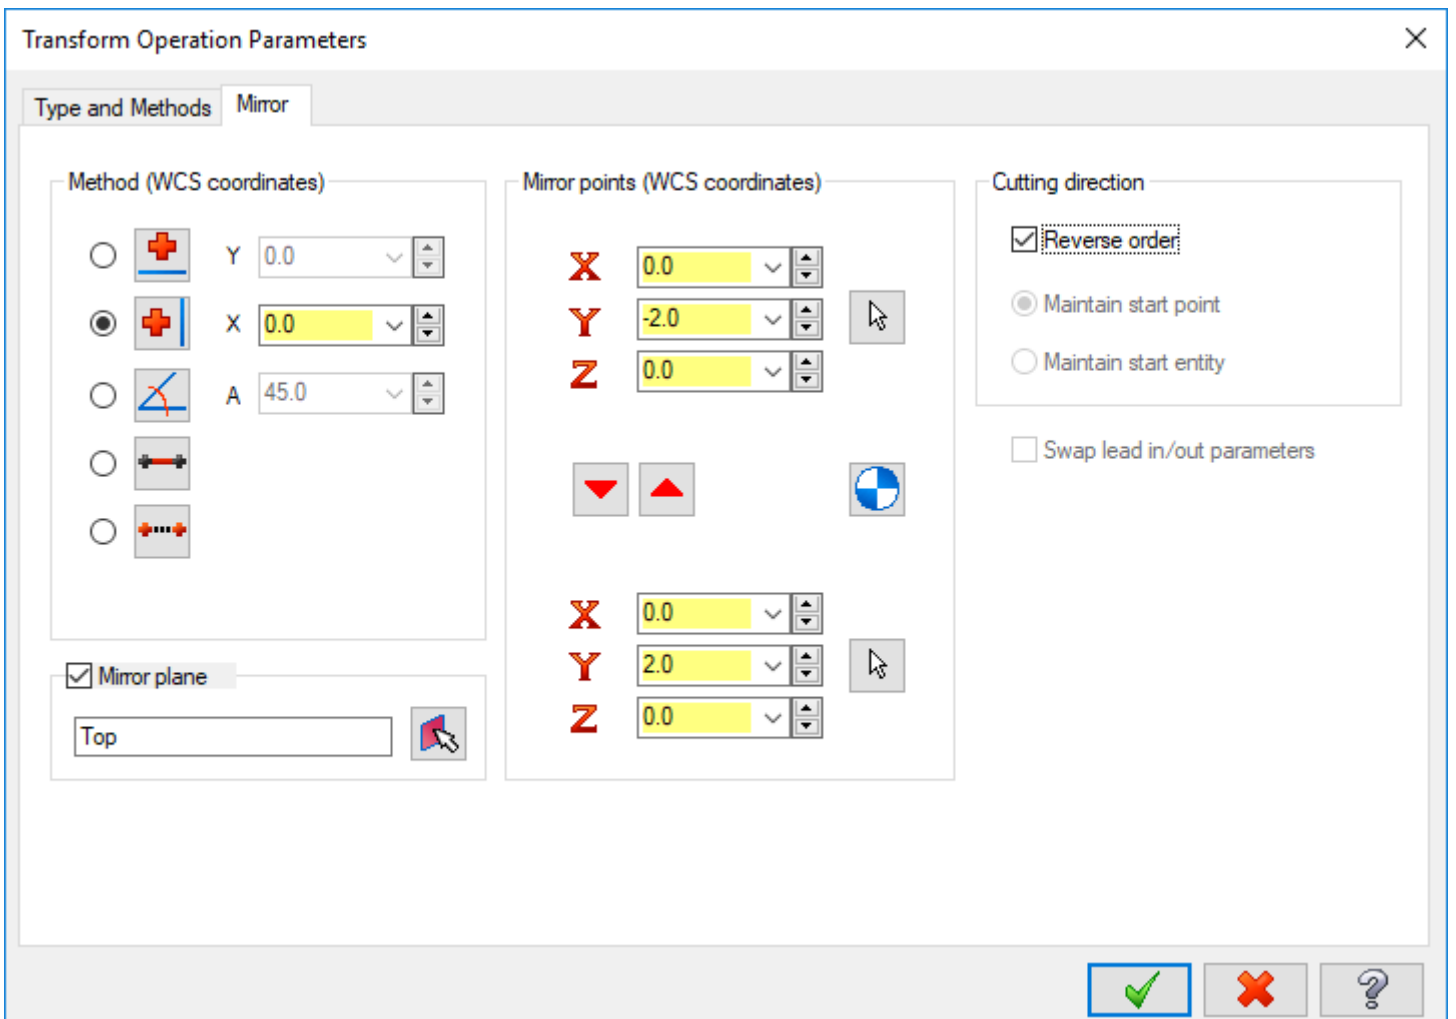 Transform Operation Parameters
Type and Methods
Mirror
Method (WCS coordinates)
Y 0.0
X 0.0
A 45.0
Mirror plane
Top
Mirror points (WCS coordinates)
X 0.0
Y -2.0
Z 0.0
X 0.0
Y 2.0
Z 0.0
Cutting direction
Reverse order
Maintain start point
Maintain start entity
Swap lead in/out parameters